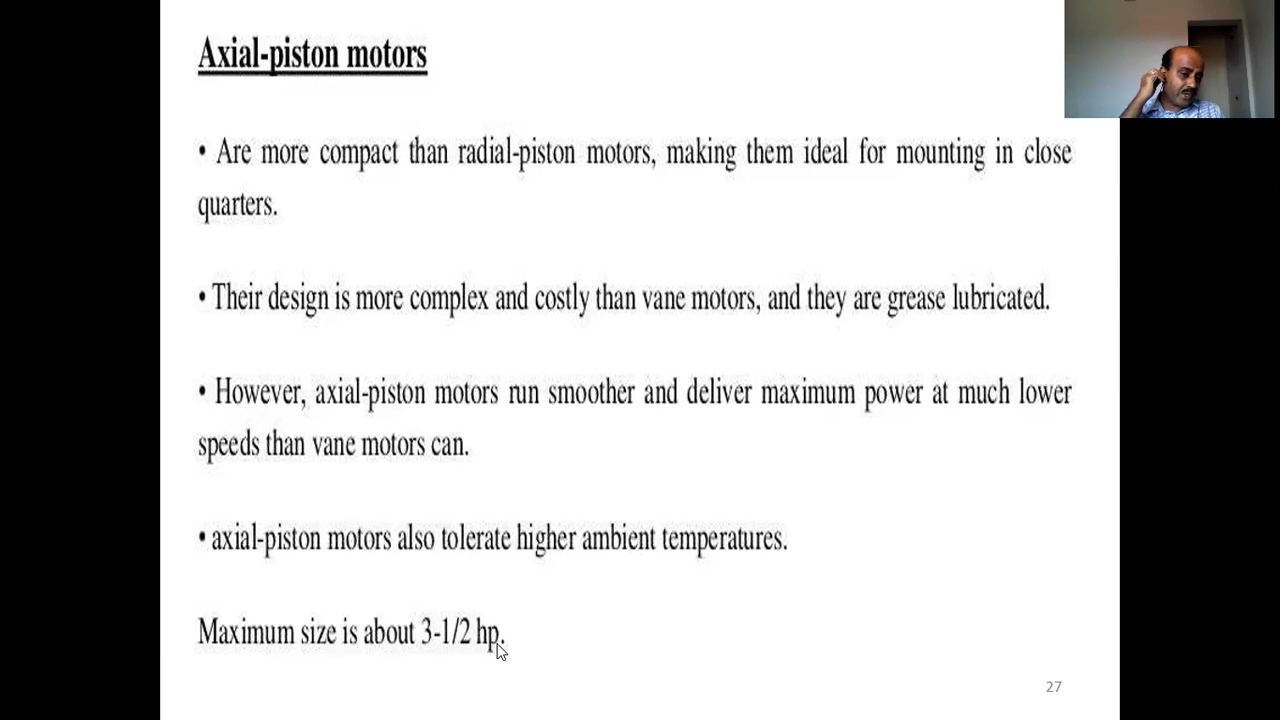 Axial-piston motors
• Are more compact than radial-piston motors, making them ideal for mounting in close
quarters.
• Their design is more complex and costly than vane motors, and they are grease lubricated.
• However, axial-piston motors run smoother and deliver maximum power at much lower
speeds than vane motors can.
• axial-piston motors also tolerate higher ambient temperatures.
Maximum size is about 3-1/2 hp.
27